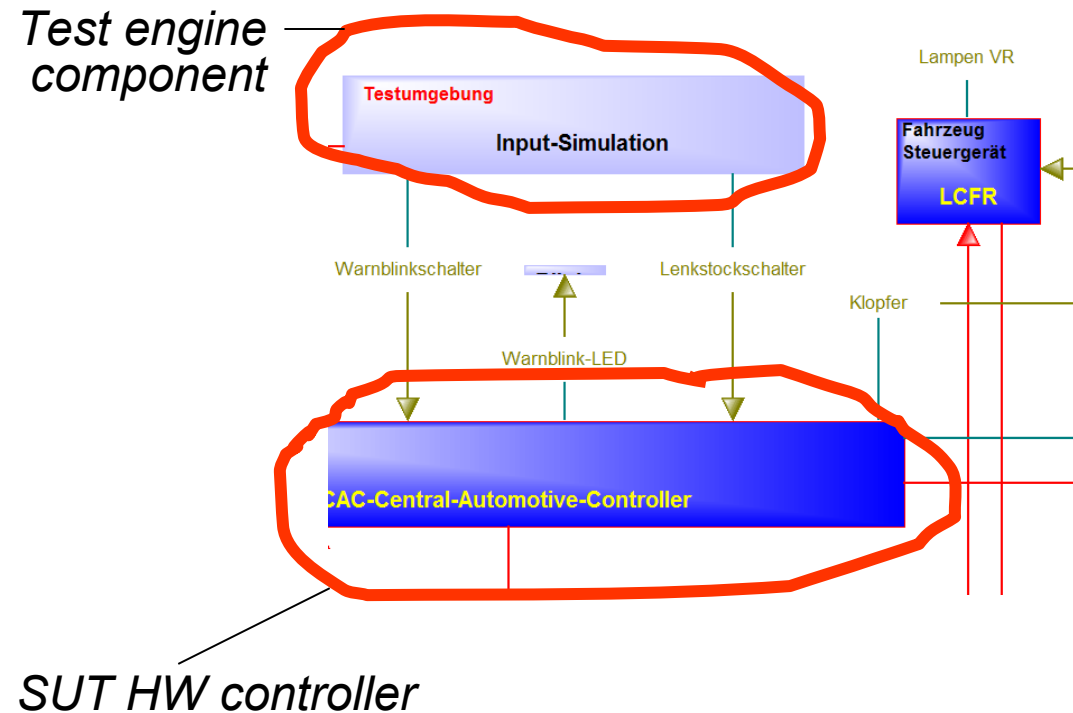 Test engine
component
Testumgebung
Input-Simulation
Lampen VR
Fahrzeug
Steuergerät
LCFR
Warnblinkschalter
Lenkstockschalter
Klopfer
Warnblink-LED
CAC-Central-Automotive-Controller
SUT HW controller